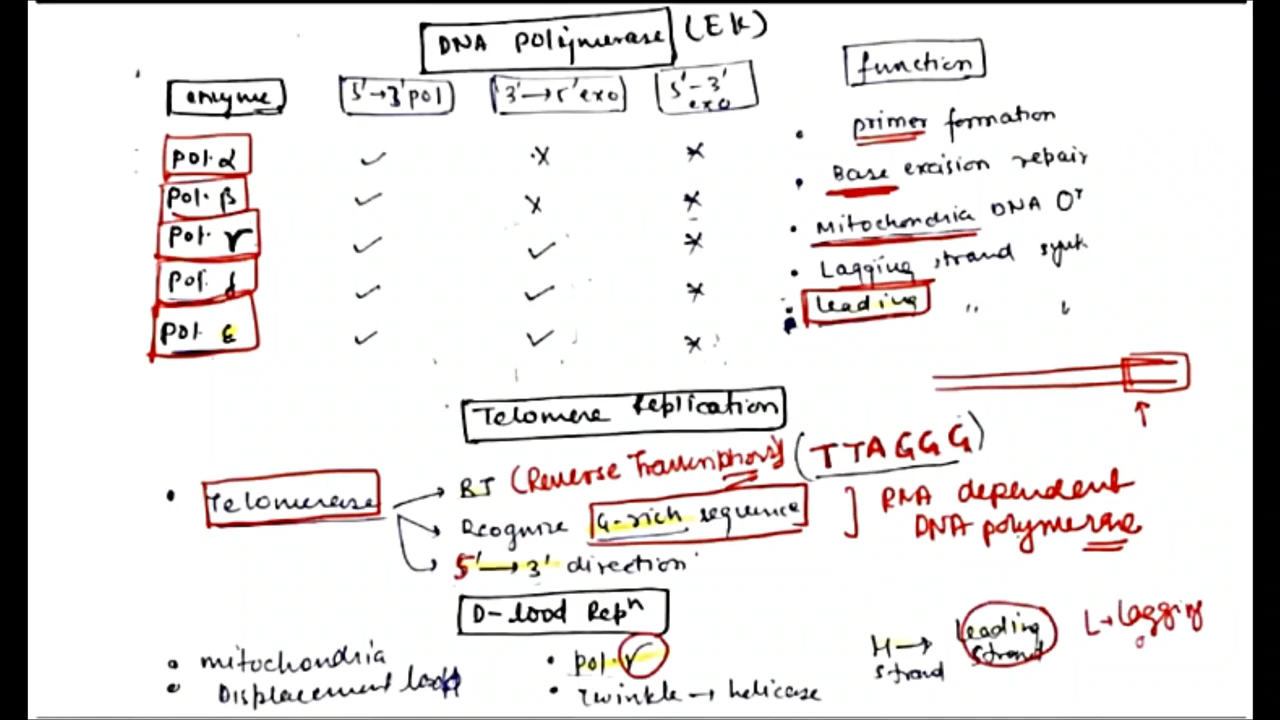 DNA polymerase (EK)
enzyme 5'→3'pol 3'→5'exo 5'-3' exo function
pol.α ✓ x x • primer formation
pol.β ✓ x x • Base excision repair
pol.γ ✓ ✓ x • Mitochondria DNA
pol.δ ✓ ✓ x • Lagging strand synth
pol.ε ✓ ✓ x • leading " "
Telomere Replication
• Telomerase → RT (Reverse Transcription) (TTAGGG)
→ Recognize G-rich sequence ] RNA dependent
DNA polymerase
→ 5'→3' direction
D-lood Repn
• mitochondria • pol.γ H→ leading L→Lagging
strand strand
• Displacement loop • Twinkle → helicase